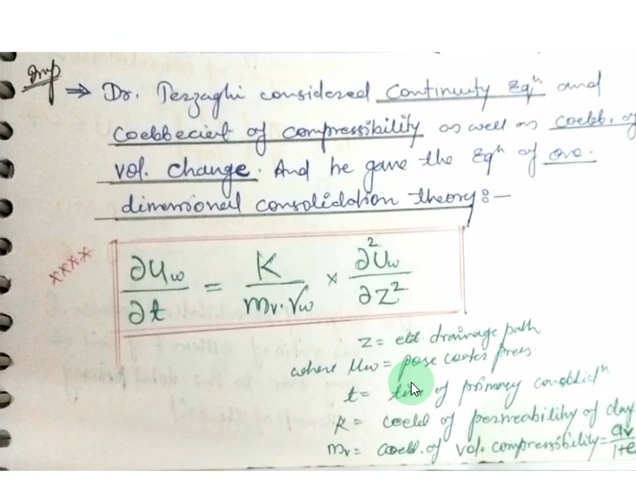 Imp ⇒ Dr. Terzaghi considered Continuity Eqⁿ and
Coefficient of compressibility as well as coeff. of
vol. change. And he gave the Eqⁿ of one-
dimensional consolidation theory:-
xxxx
∂uw/∂t = K/(mv.γw) × ∂²Uw/∂z²
z = eff drainage path
where uw = pore water press.
t = time of primary consolidⁿ
K = coeff of permeability of clay
mv = coeff. of vol. compressibility = av/1+e